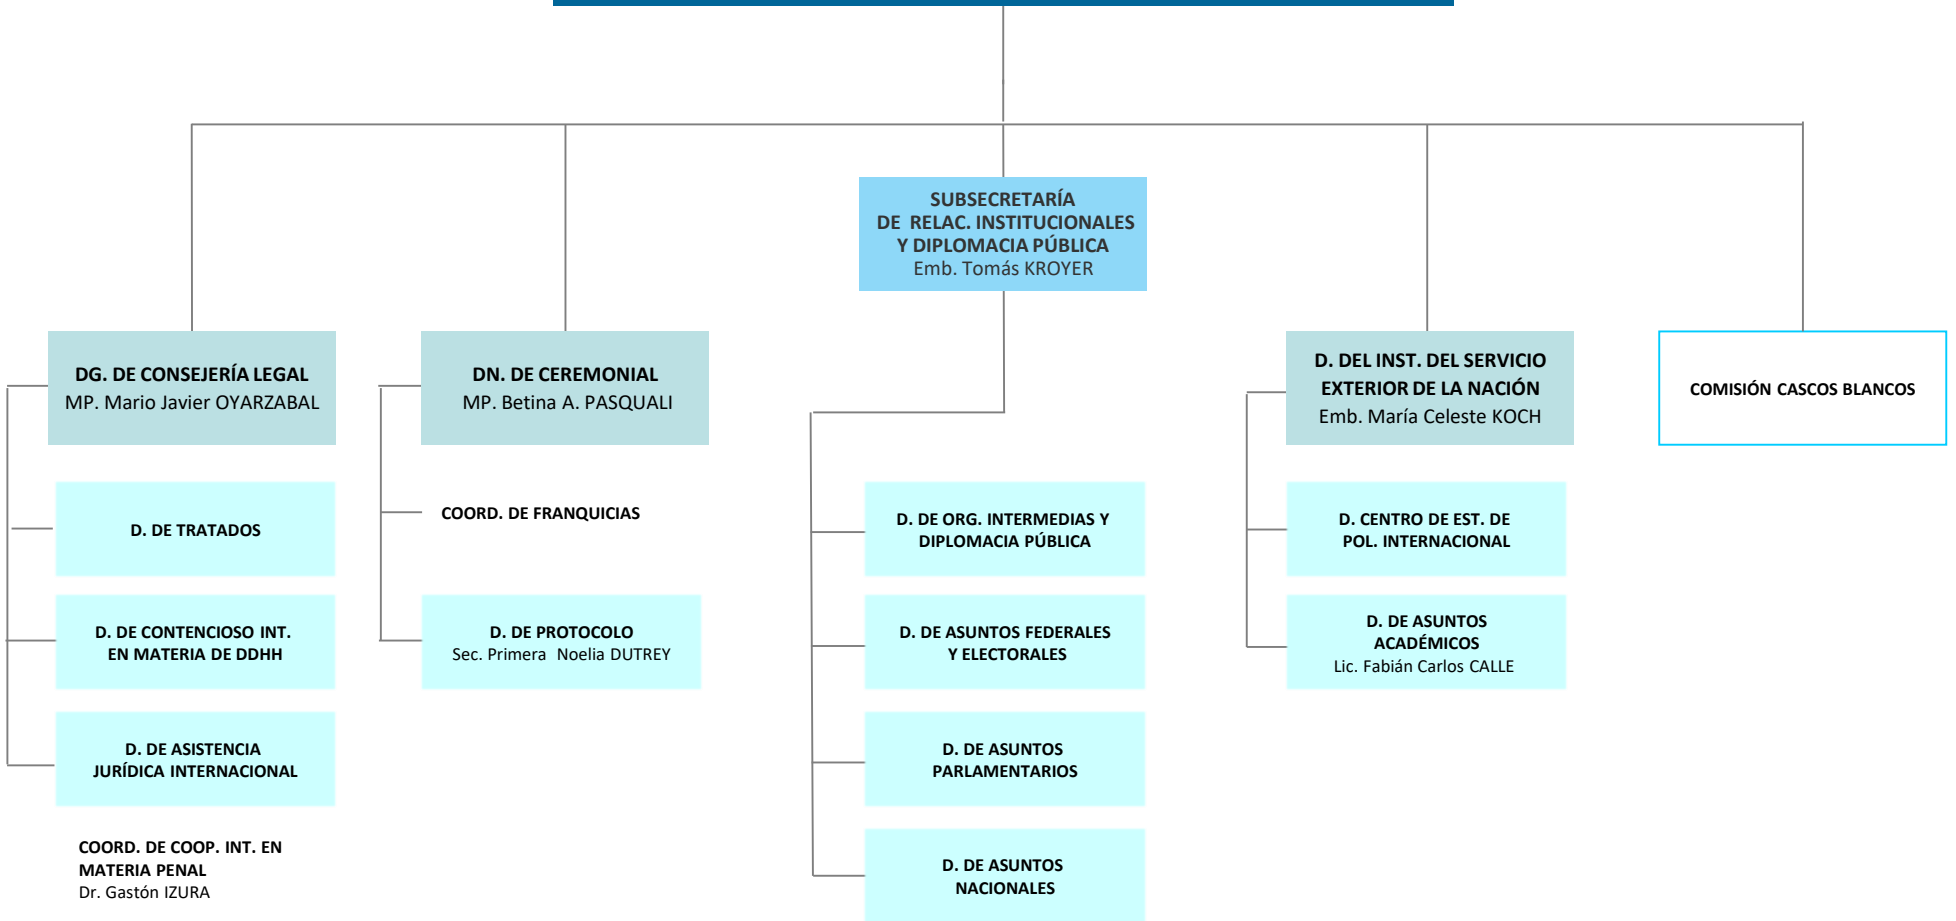 SUBSECRETARÍA
DE RELAC. INSTITUCIONALES
Y DIPLOMACIA PÚBLICA
Emb. Tomás KROYER
DG. DE CONSEJERÍA LEGAL
MP. Mario Javier OYARZABAL
DN. DE CEREMONIAL
MP. Betina A. PASQUALI
D. DEL INST. DEL SERVICIO
EXTERIOR DE LA NACIÓN
Emb. María Celeste KOCH
COMISIÓN CASCOS BLANCOS
D. DE TRATADOS
COORD. DE FRANQUICIAS
D. DE ORG. INTERMEDIAS Y
DIPLOMACIA PÚBLICA
D. CENTRO DE EST. DE
POL. INTERNACIONAL
D. DE CONTENCIOSO INT.
EN MATERIA DE DDHH
D. DE PROTOCOLO
Sec. Primera Noelia DUTREY
D. DE ASUNTOS FEDERALES
Y ELECTORALES
D. DE ASUNTOS
ACADÉMICOS
Lic. Fabián Carlos CALLE
D. DE ASISTENCIA
JURÍDICA INTERNACIONAL
D. DE ASUNTOS
PARLAMENTARIOS
COORD. DE COOP. INT. EN
MATERIA PENAL
Dr. Gastón IZURA
D. DE ASUNTOS
NACIONALES